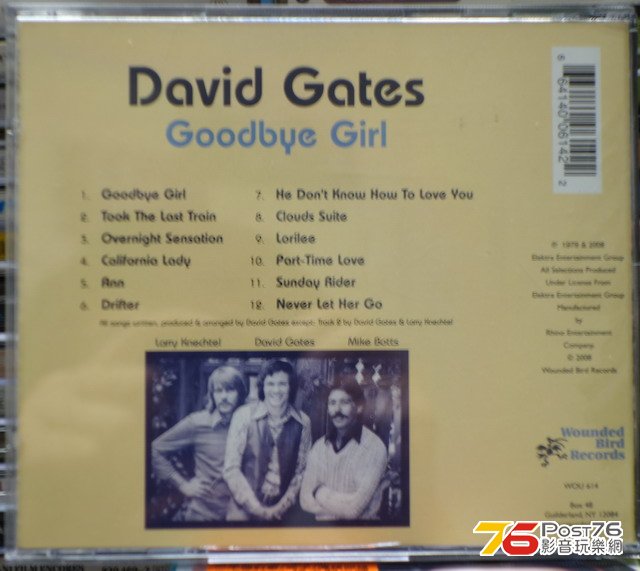 David Gates
Goodbye Girl
1. Goodbye Girl
2. Took The Last Train
3. Overnight Sensation
4. California Lady
5. Ann
6. Drifter
7. He Don't Know How To Love You
8. Clouds Suite
9. Lorilee
10. Part-Time Love
11. Sunday Rider
12. Never Let Her Go
All songs written, produced & arranged by David Gates except: Track 2 by David Gates & Larry Knechtel
Larry Knechtel David Gates Mike Botts
6 64140 06142 2
Elektra Entertainment Group
All Selections Produced
Under License From
Elektra Entertainment Group
Manufactured
by
Rhino Entertainment
Company
© 2008
Wounded Bird Records
Wounded
Bird
Records
WOU 614
Box 48
Guilderland, NY 12084
76 Post76
影音玩樂網